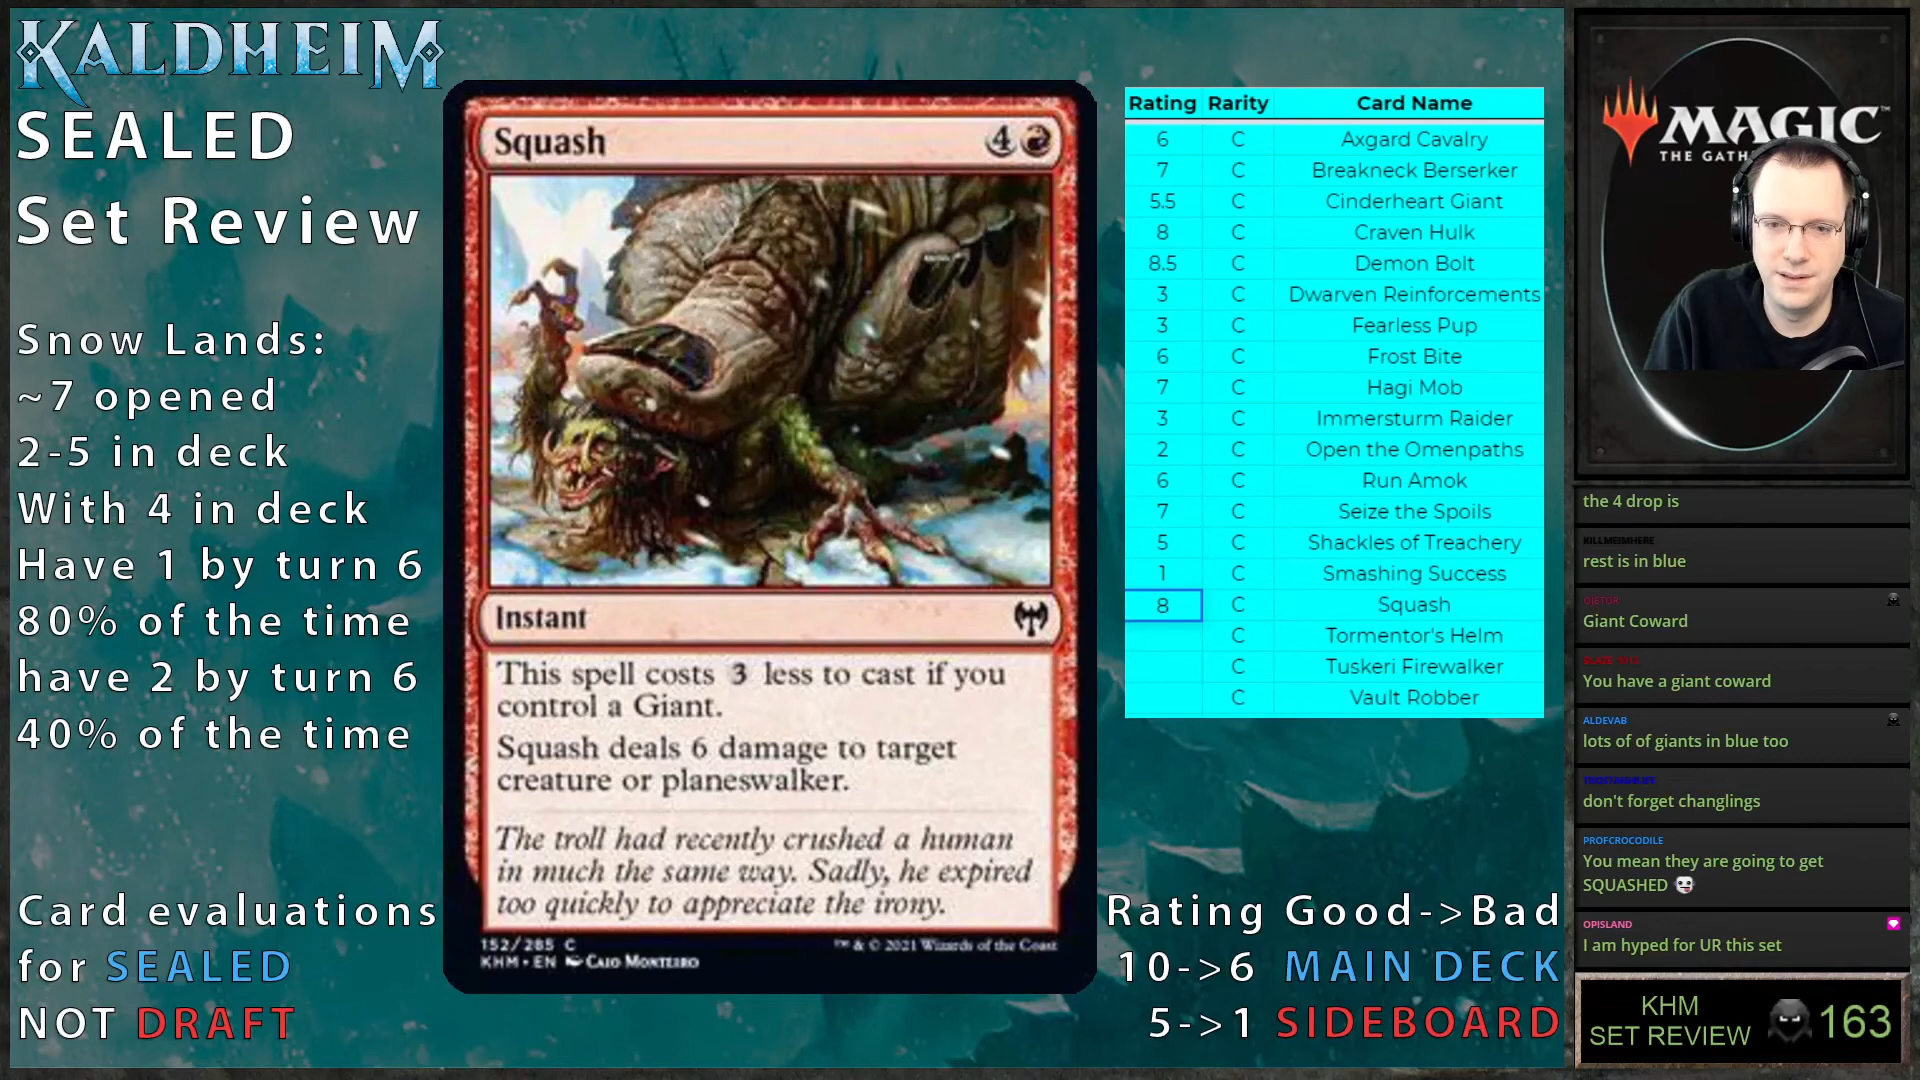 KALDHEIM
SEALED
Set Review
Snow Lands:
~7 opened
2-5 in deck
With 4 in deck
Have 1 by turn 6
80% of the time
have 2 by turn 6
40% of the time
Card evaluations
for SEALED
NOT DRAFT
Squash 4
Instant
This spell costs 3 less to cast if you
control a Giant.
Squash deals 6 damage to target
creature or planeswalker.
The troll had recently crushed a human
in much the same way. Sadly, he expired
too quickly to appreciate the irony.
152/285 C
™ & © 2021 Wizards of the Coast
KHM • EN Caio Monteiro
Rating Rarity Card Name
6 C Axgard Cavalry
7 C Breakneck Berserker
5.5 C Cinderheart Giant
8 C Craven Hulk
8.5 C Demon Bolt
3 C Dwarven Reinforcements
3 C Fearless Pup
6 C Frost Bite
7 C Hagi Mob
3 C Immersturm Raider
2 C Open the Omenpaths
6 C Run Amok
7 C Seize the Spoils
5 C Shackles of Treachery
1 C Smashing Success
8 C Squash
C Tormentor's Helm
C Tuskeri Firewalker
C Vault Robber
Rating Good->Bad
10->6 MAIN DECK
5->1 SIDEBOARD
MAGIC™
THE GATH
the 4 drop is
KILLMEIMHERE
rest is in blue
Giant Coward
You have a giant coward
ALDEVAB
lots of of giants in blue too
don't forget changlings
PROFCROCODILE
You mean they are going to get
SQUASHED
OPISLAND
I am hyped for UR this set
KHM
SET REVIEW
163